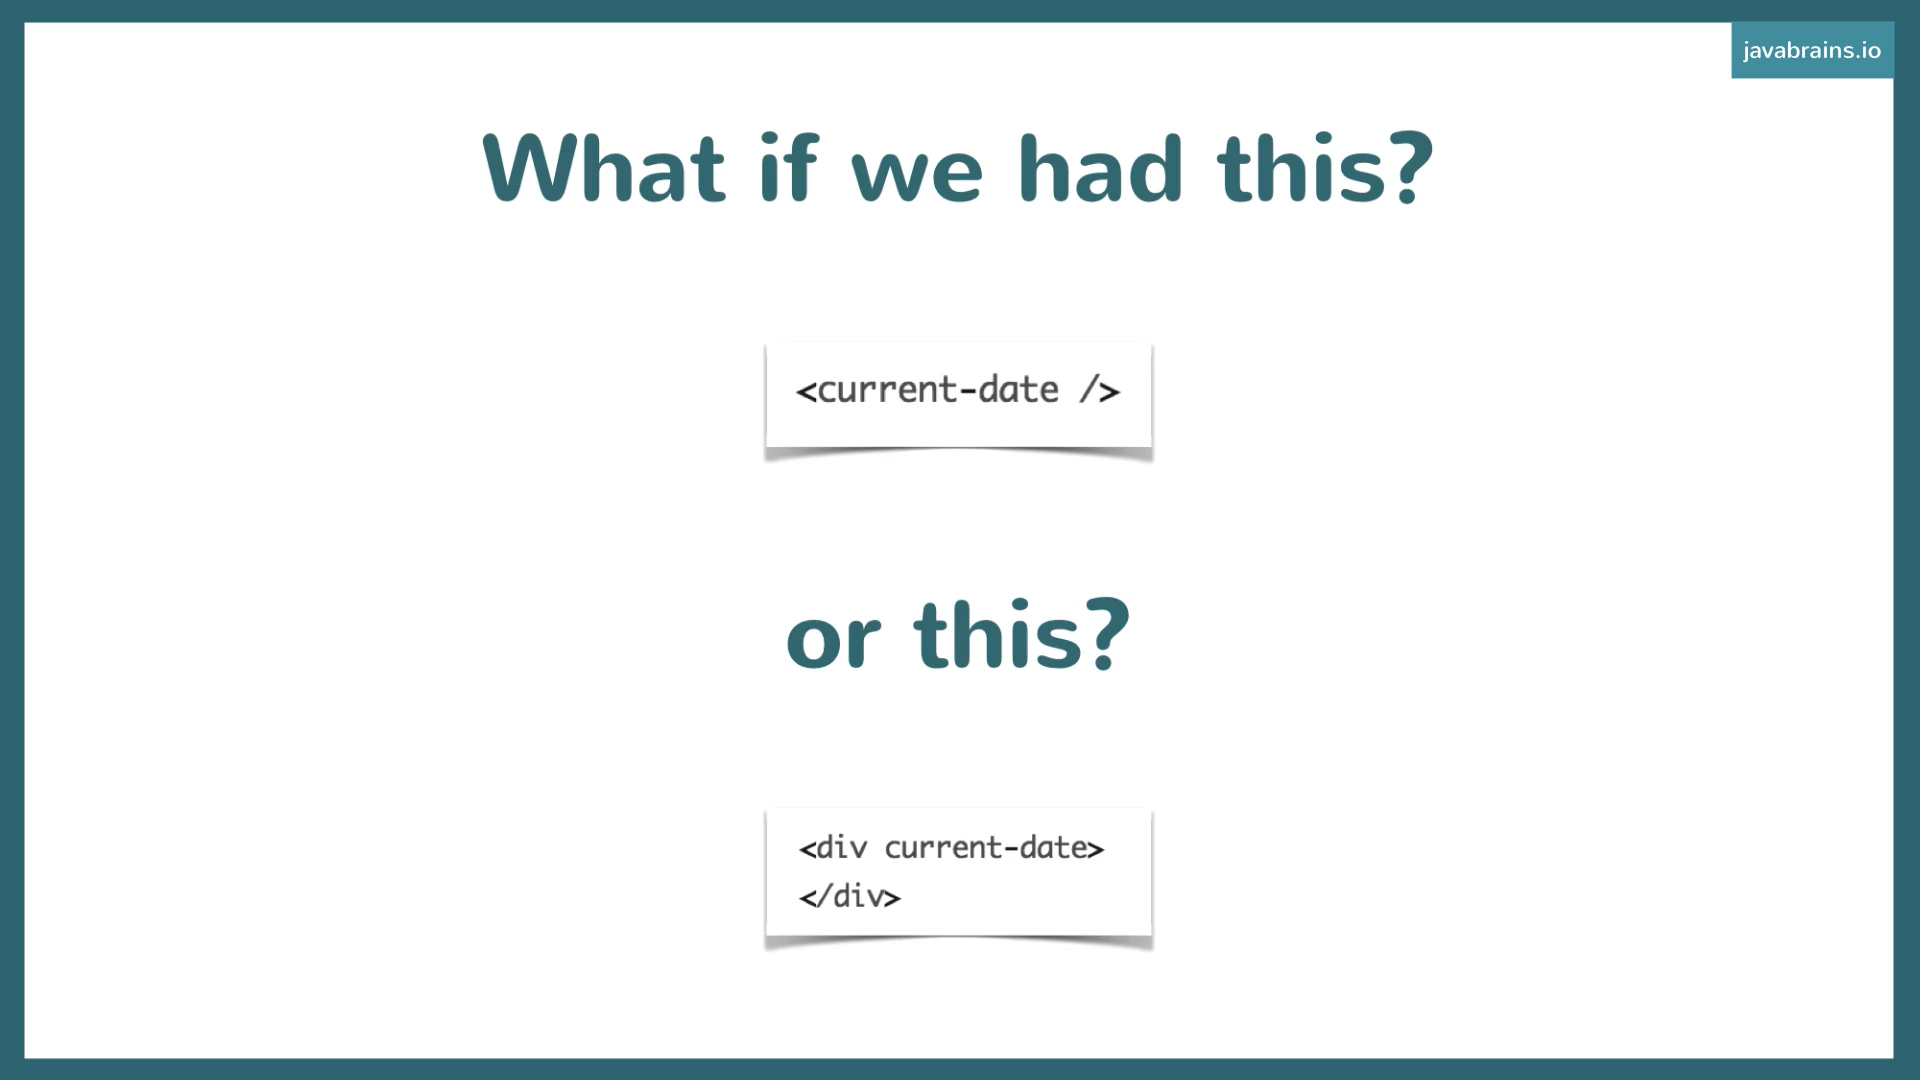 javabrains.io
What if we had this?
<current-date />
or this?
<div current-date>
</div>